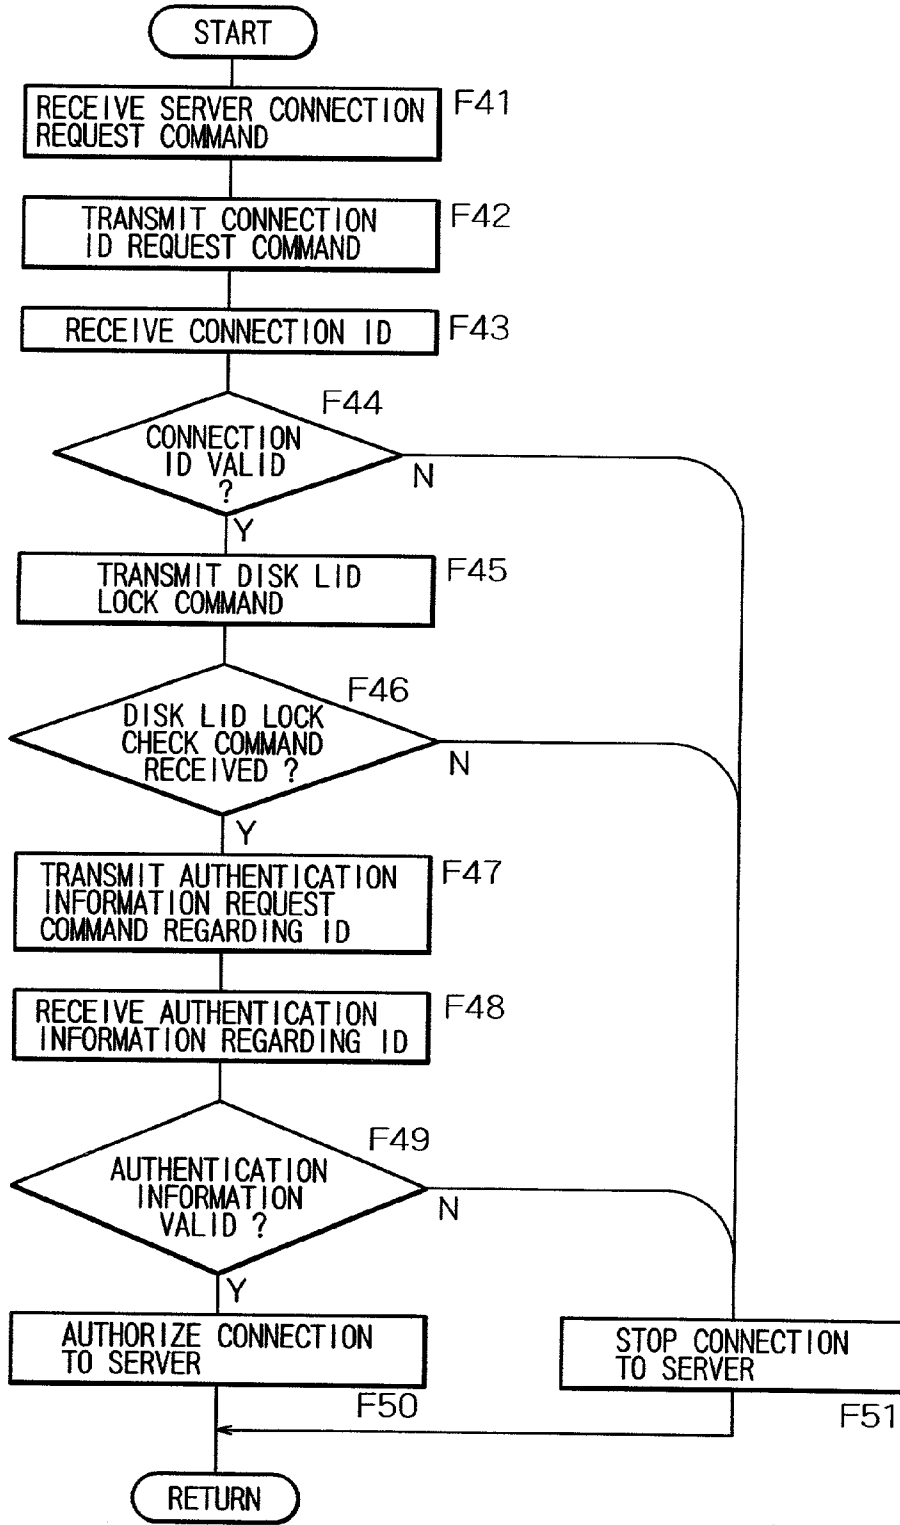 START
RECEIVE SERVER CONNECTION
REQUEST COMMAND
F41
TRANSMIT CONNECTION
ID REQUEST COMMAND
F42
RECEIVE CONNECTION ID
F43
F44
CONNECTION
ID VALID
?
N
Y
TRANSMIT DISK LID
LOCK COMMAND
F45
F46
DISK LID LOCK
CHECK COMMAND
RECEIVED ?
N
Y
TRANSMIT AUTHENTICATION
INFORMATION REQUEST
COMMAND REGARDING ID
F47
RECEIVE AUTHENTICATION
INFORMATION REGARDING ID
F48
F49
AUTHENTICATION
INFORMATION
VALID ?
N
Y
AUTHORIZE CONNECTION
TO SERVER
F50
STOP CONNECTION
TO SERVER
F51
RETURN